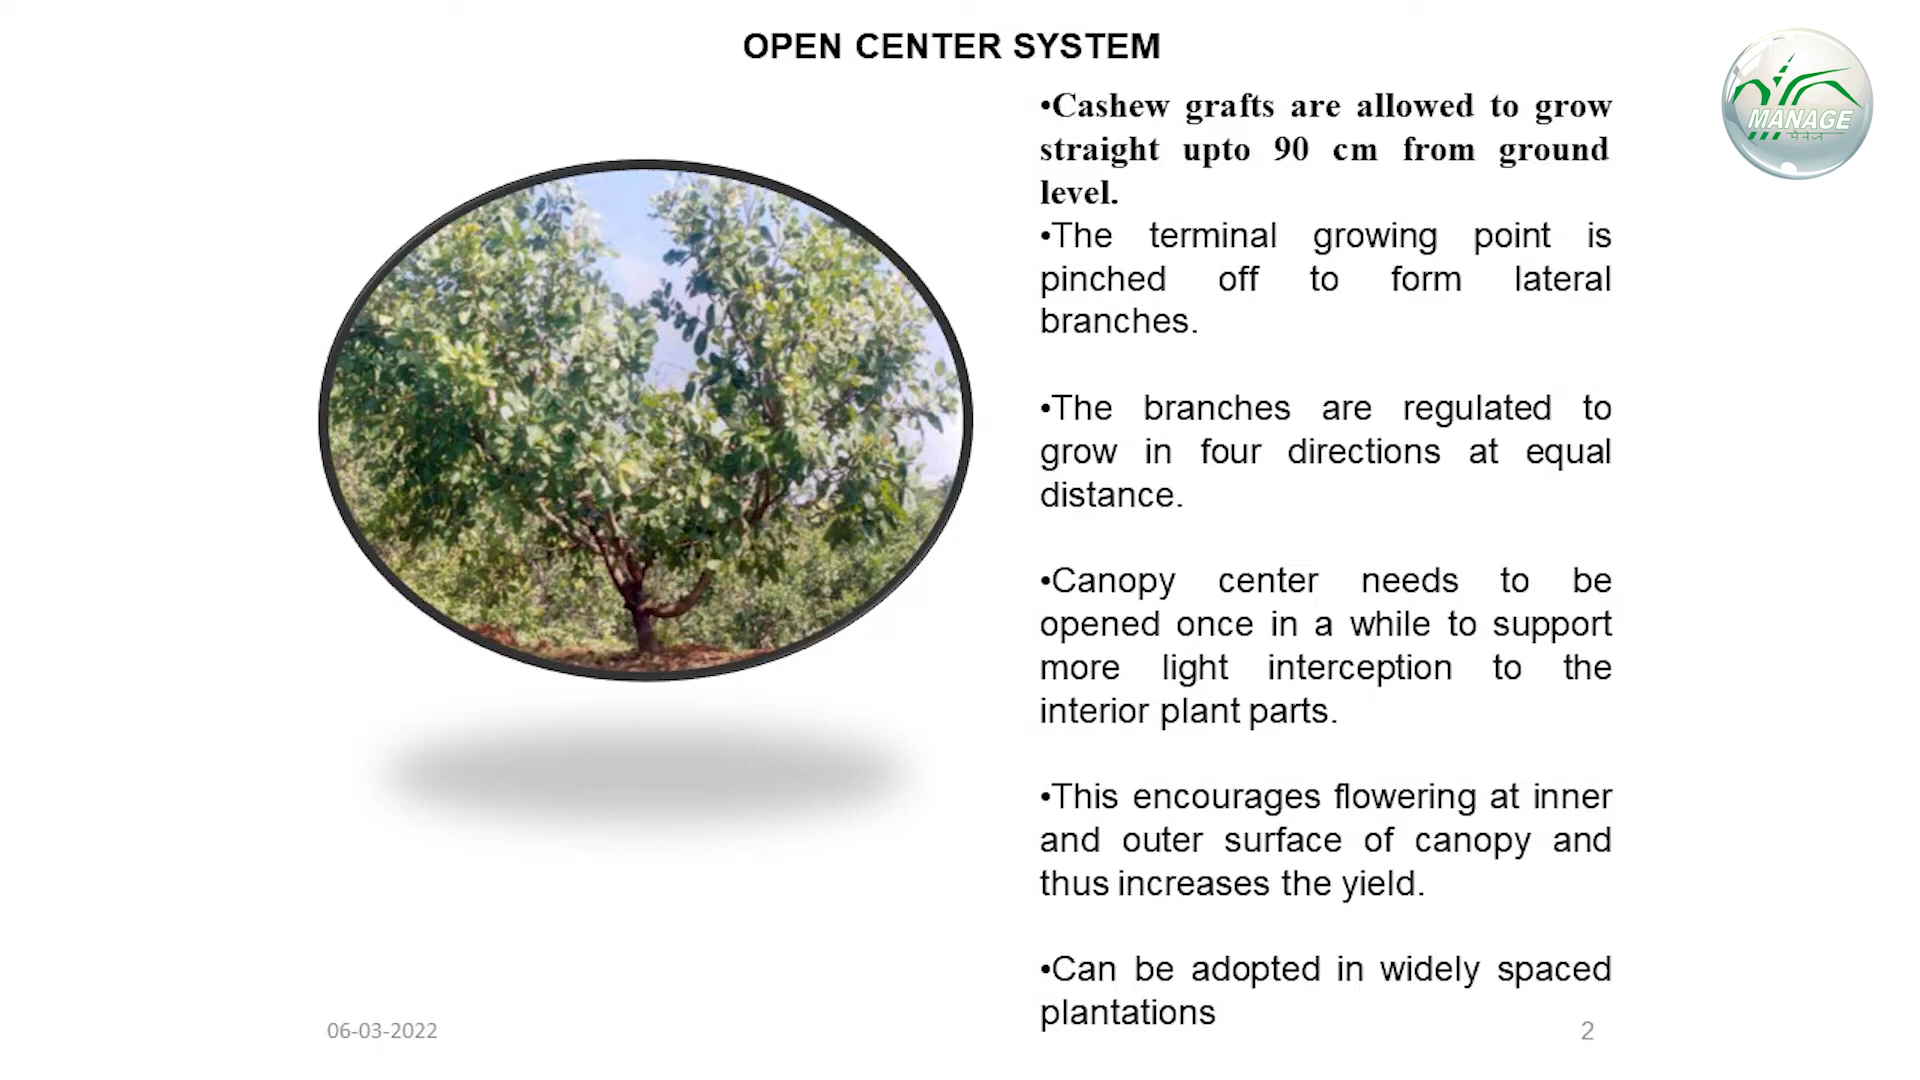 OPEN CENTER SYSTEM
MANAGE
मैनेज
•Cashew grafts are allowed to grow
straight upto 90 cm from ground
level.
•The terminal growing point is
pinched off to form lateral
branches.
•The branches are regulated to
grow in four directions at equal
distance.
•Canopy center needs to be
opened once in a while to support
more light interception to the
interior plant parts.
•This encourages flowering at inner
and outer surface of canopy and
thus increases the yield.
•Can be adopted in widely spaced
plantations
06-03-2022
2